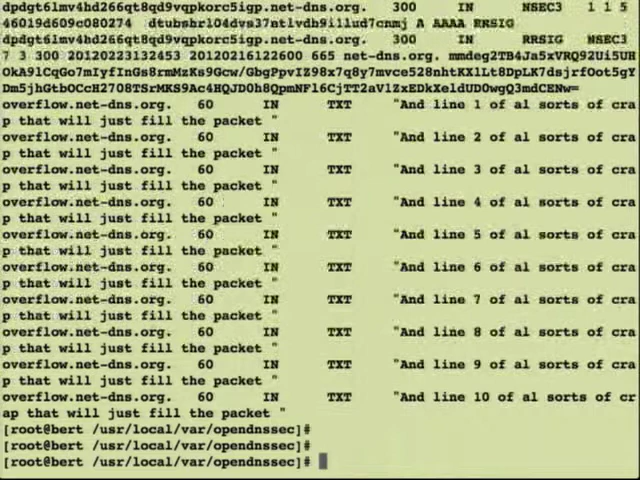 dpdgt6lmv4hd266qt8qd9vqpkorc5igp.net-dns.org. 300 IN NSEC3 1 1 5
46019d609c080274 dtubshrl04dvs37ntlvdb9illud7cnmj A AAAA RRSIG
dpdgt6lmv4hd266qt8qd9vqpkorc5igp.net-dns.org. 300 IN RRSIG NSEC3
7 3 300 20120223132453 20120216122600 665 net-dns.org. mmdeg2TB4Ja5xVRQ92Ui5UH
OkA9lCqGo7mIyfInGs8rmMzKs9Gcw/GbgPpvIZ98x7q8y7mvce528nhtKXlLt8DpLK7dsjrfOot5gY
Dm5jhGtbOCcH2708TSrMKS9Ac4HQJD0h8QpmNFl6CjTT2aVlZxEDkXeldUD0wgQ3mdCENw=
overflow.net-dns.org. 60 IN TXT "And line 1 of al sorts of cra
p that will just fill the packet "
overflow.net-dns.org. 60 IN TXT "And line 2 of al sorts of cra
p that will just fill the packet "
overflow.net-dns.org. 60 IN TXT "And line 3 of al sorts of cra
p that will just fill the packet "
overflow.net-dns.org. 60 IN TXT "And line 4 of al sorts of cra
p that will just fill the packet "
overflow.net-dns.org. 60 IN TXT "And line 5 of al sorts of cra
p that will just fill the packet "
overflow.net-dns.org. 60 IN TXT "And line 6 of al sorts of cra
p that will just fill the packet "
overflow.net-dns.org. 60 IN TXT "And line 7 of al sorts of cra
p that will just fill the packet "
overflow.net-dns.org. 60 IN TXT "And line 8 of al sorts of cra
p that will just fill the packet "
overflow.net-dns.org. 60 IN TXT "And line 9 of al sorts of cra
p that will just fill the packet "
overflow.net-dns.org. 60 IN TXT "And line 10 of al sorts of cr
ap that will just fill the packet "
[root@bert /usr/local/var/opendnssec]#
[root@bert /usr/local/var/opendnssec]#
[root@bert /usr/local/var/opendnssec]#